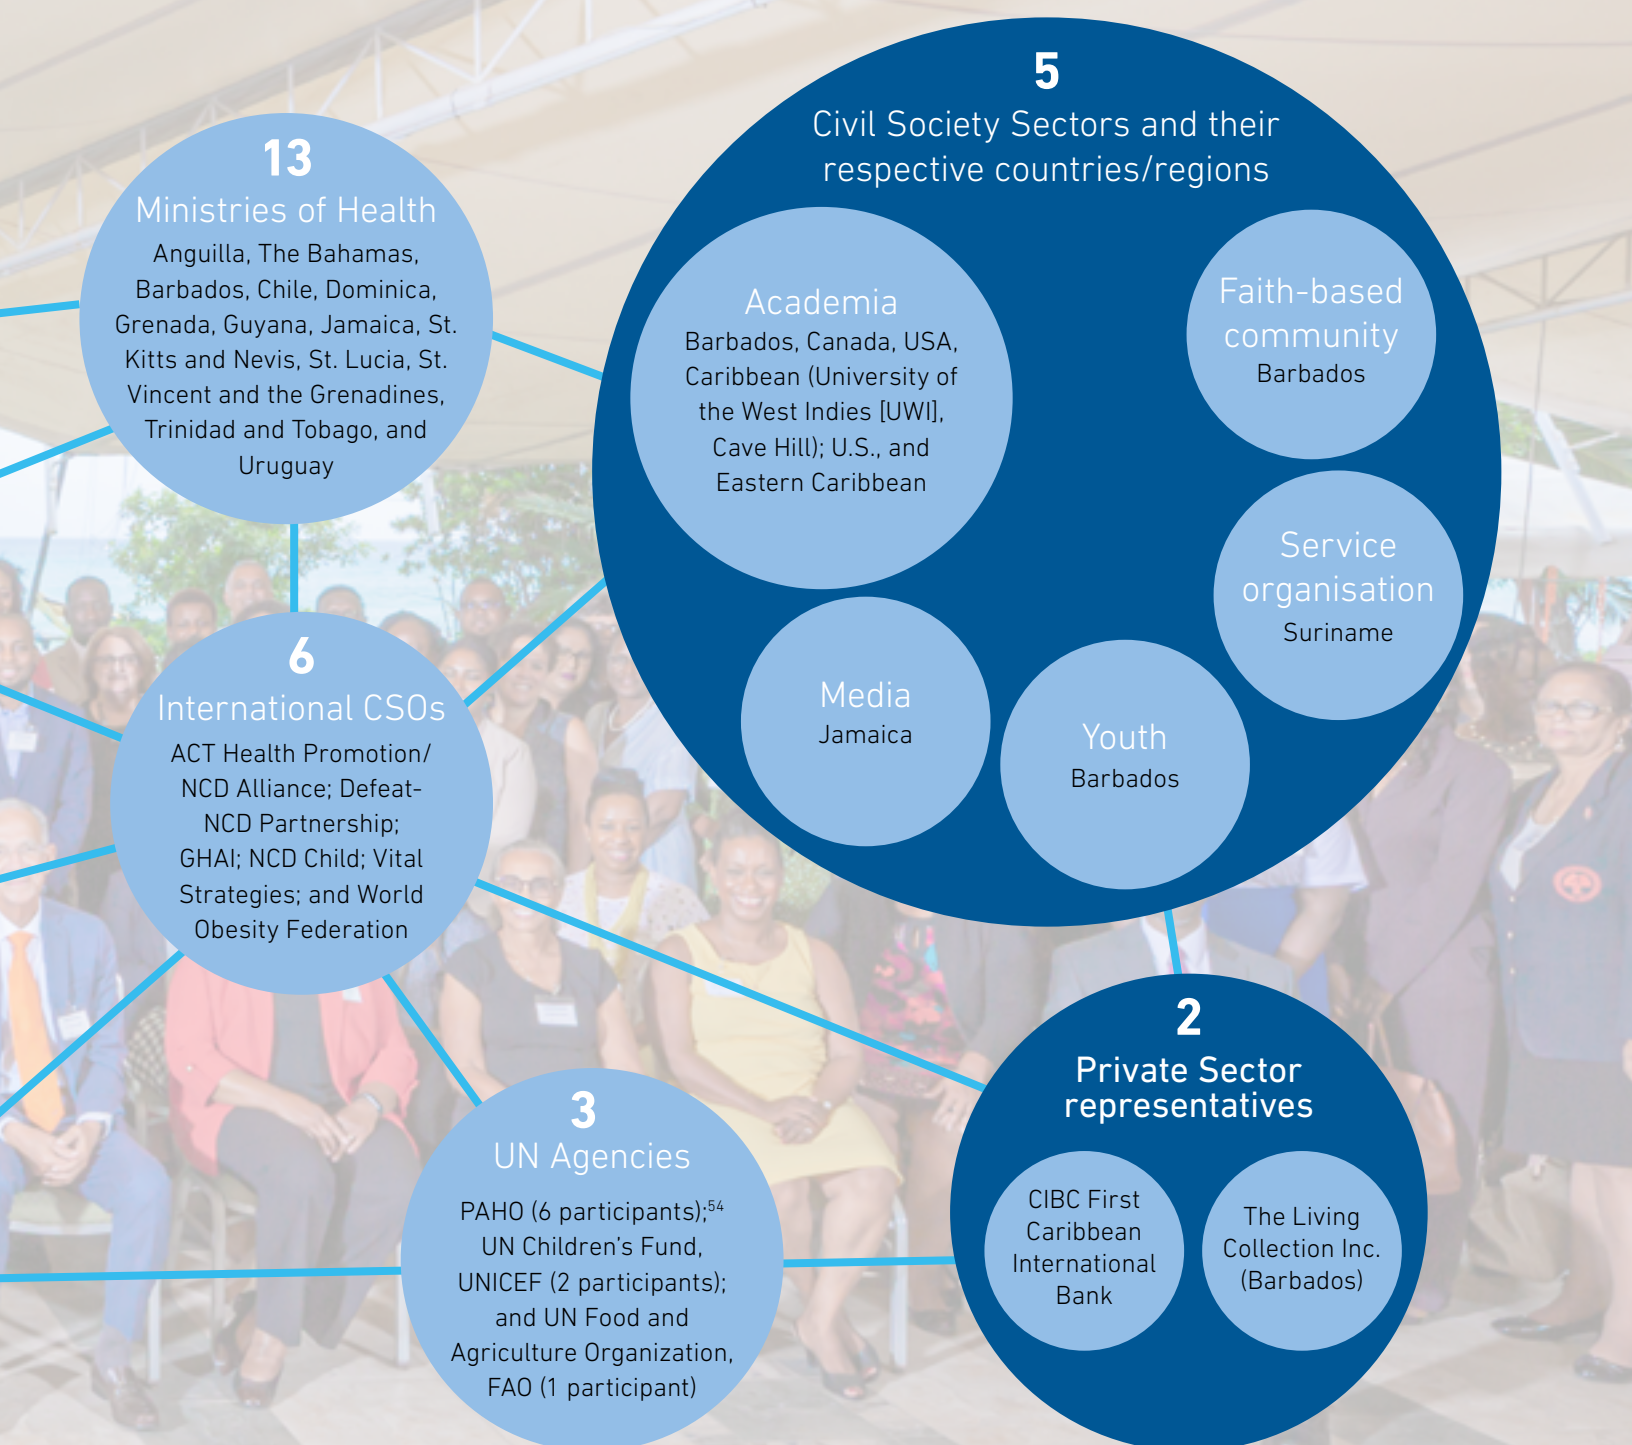 13
Ministries of Health
Anguilla, The Bahamas,
Barbados, Chile, Dominica,
Grenada, Guyana, Jamaica, St.
Kitts and Nevis, St. Lucia, St.
Vincent and the Grenadines,
Trinidad and Tobago, and
Uruguay
5
Civil Society Sectors and their
respective countries/regions
Academia
Barbados, Canada, USA,
Caribbean (University of
the West Indies [UWI],
Cave Hill); U.S., and
Eastern Caribbean
Faith-based
community
Barbados
Service
organisation
Suriname
Media
Jamaica
Youth
Barbados
6
International CSOs
ACT Health Promotion/
NCD Alliance; Defeat-
NCD Partnership;
GHAI; NCD Child; Vital
Strategies; and World
Obesity Federation
3
UN Agencies
PAHO (6 participants);54
UN Children’s Fund,
UNICEF (2 participants);
and UN Food and
Agriculture Organization,
FAO (1 participant)
2
Private Sector
representatives
CIBC First
Caribbean
International
Bank
The Living
Collection Inc.
(Barbados)